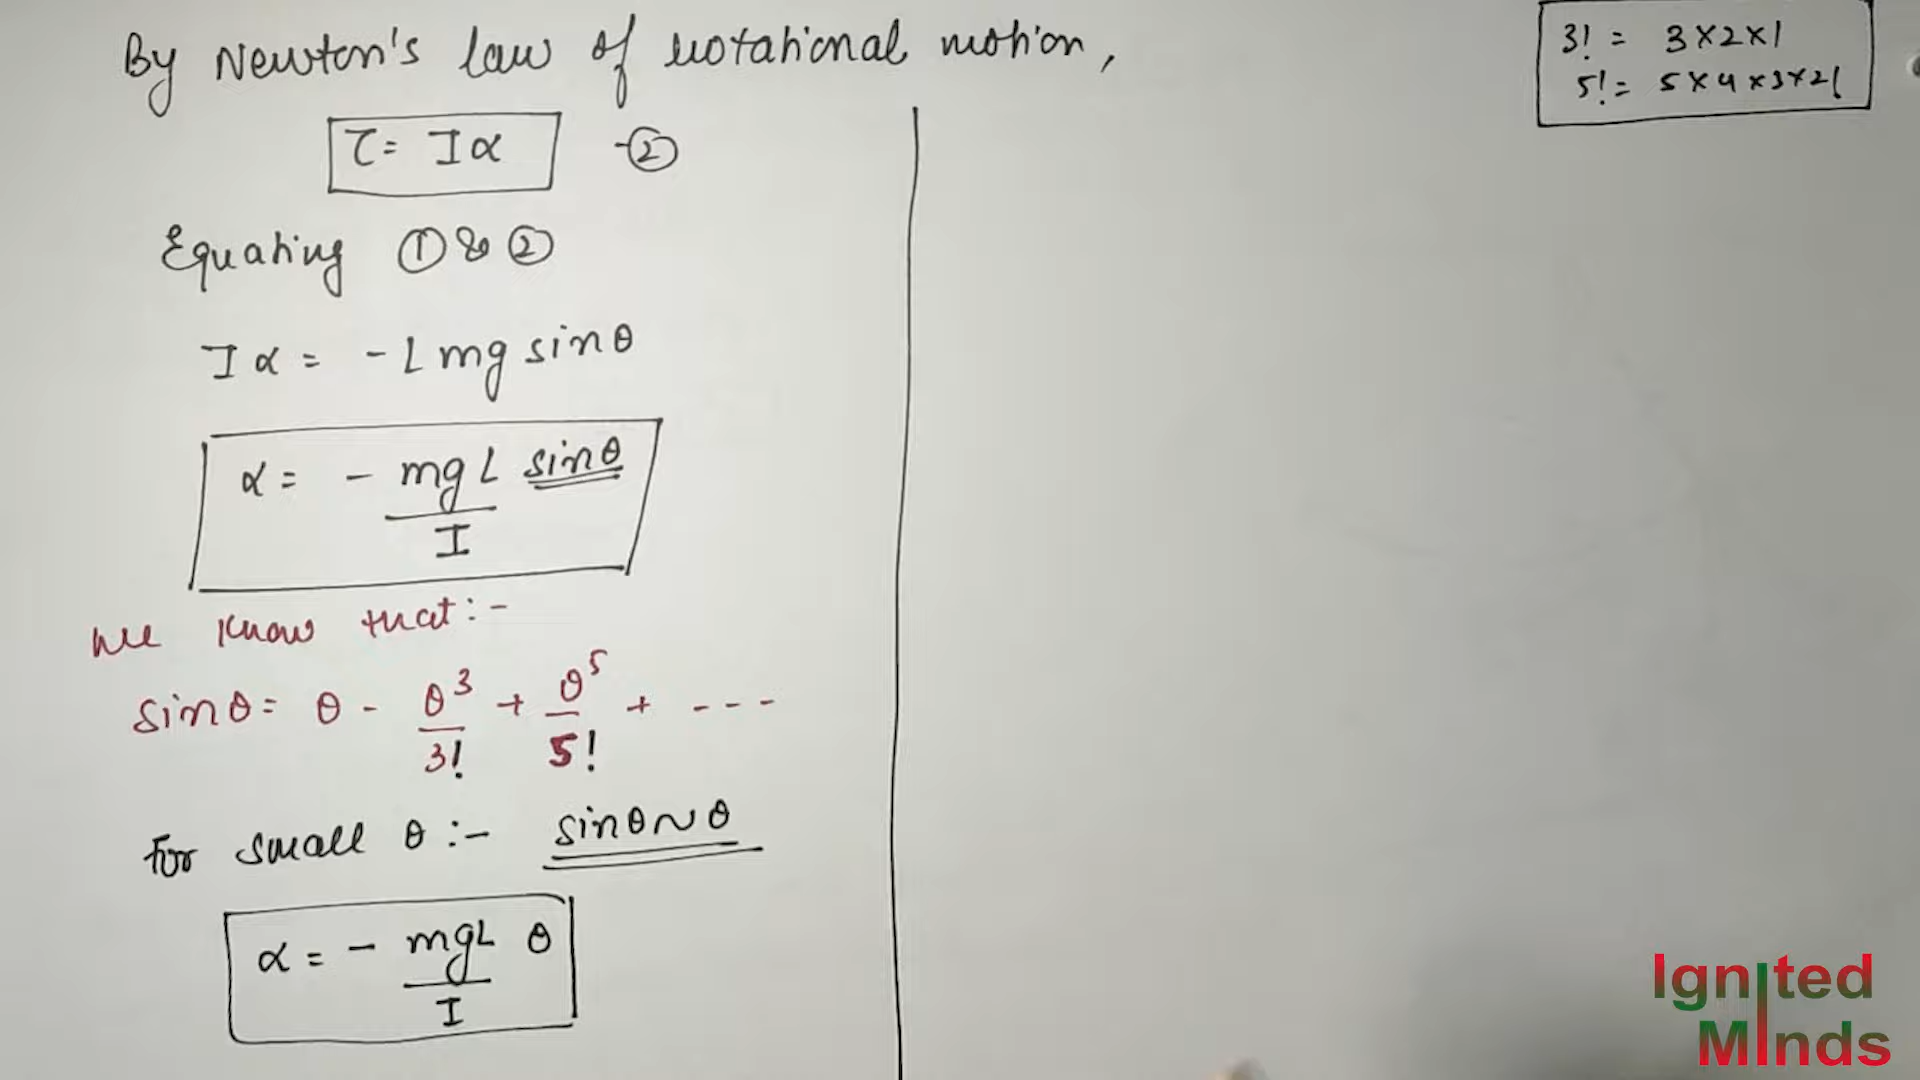 By Newton's law of rotational motion,
τ = Iα -②
Equating ① & ②
Iα = - L mg sinθ
α = - mgL/I sinθ
We know that :-
sinθ = θ - θ³/3! + θ⁵/5! + ---
For small θ :- sinθ ~ θ
α = - mgL/I θ
3! = 3×2×1
5! = 5×4×3×21
Ignited
Minds